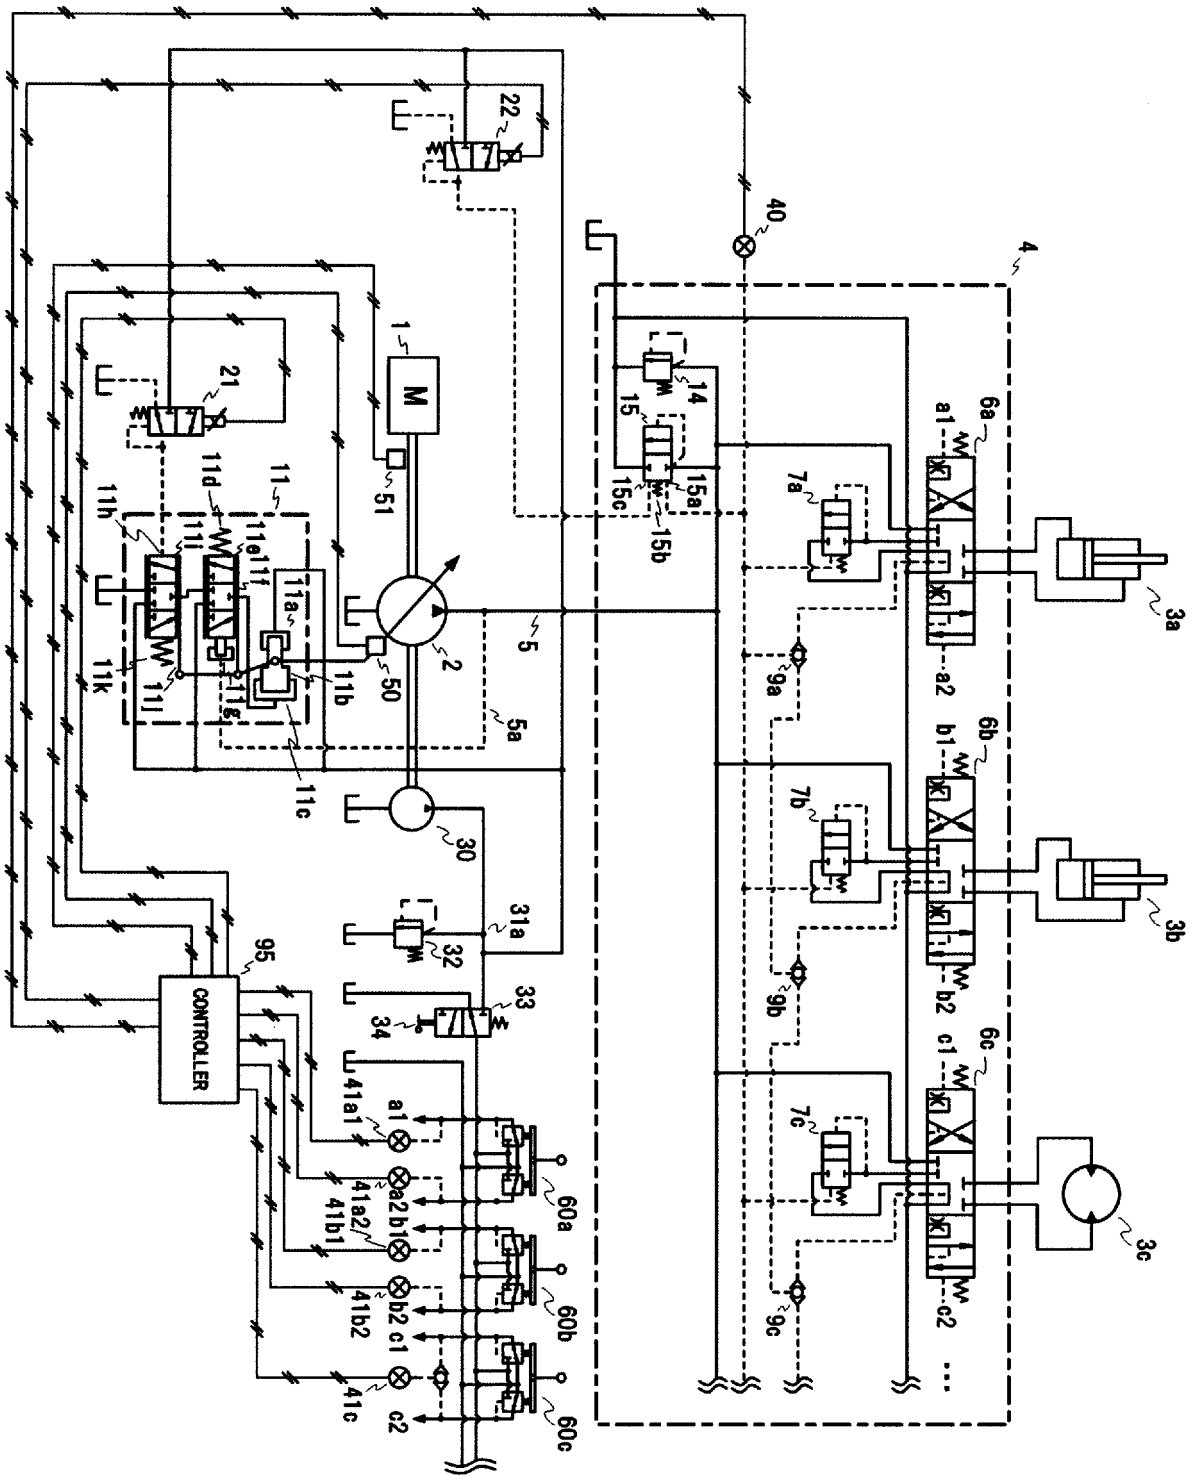 3a
3b
3c
4
6a
6b
6c
a1
a2
b1
b2
c1
c2
...
7a
7b
7c
40
9a
9b
9c
14
15
15a
15b
15c
60a
60b
60c
22
5
5a
31a
33
2
30
32
34
1
M
51
50
a1
a2
b1
b2
c1
c2
41a1
41a2
41b1
41b2
41c
11b
11a
11c
11
11f
11e
11d
11g
11i
11j
11h
11k
21
95
CONTROLLER